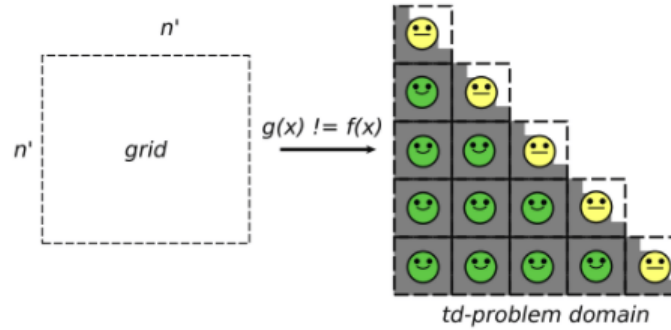 n'
n'
grid
g(x) != f(x)
td-problem domain